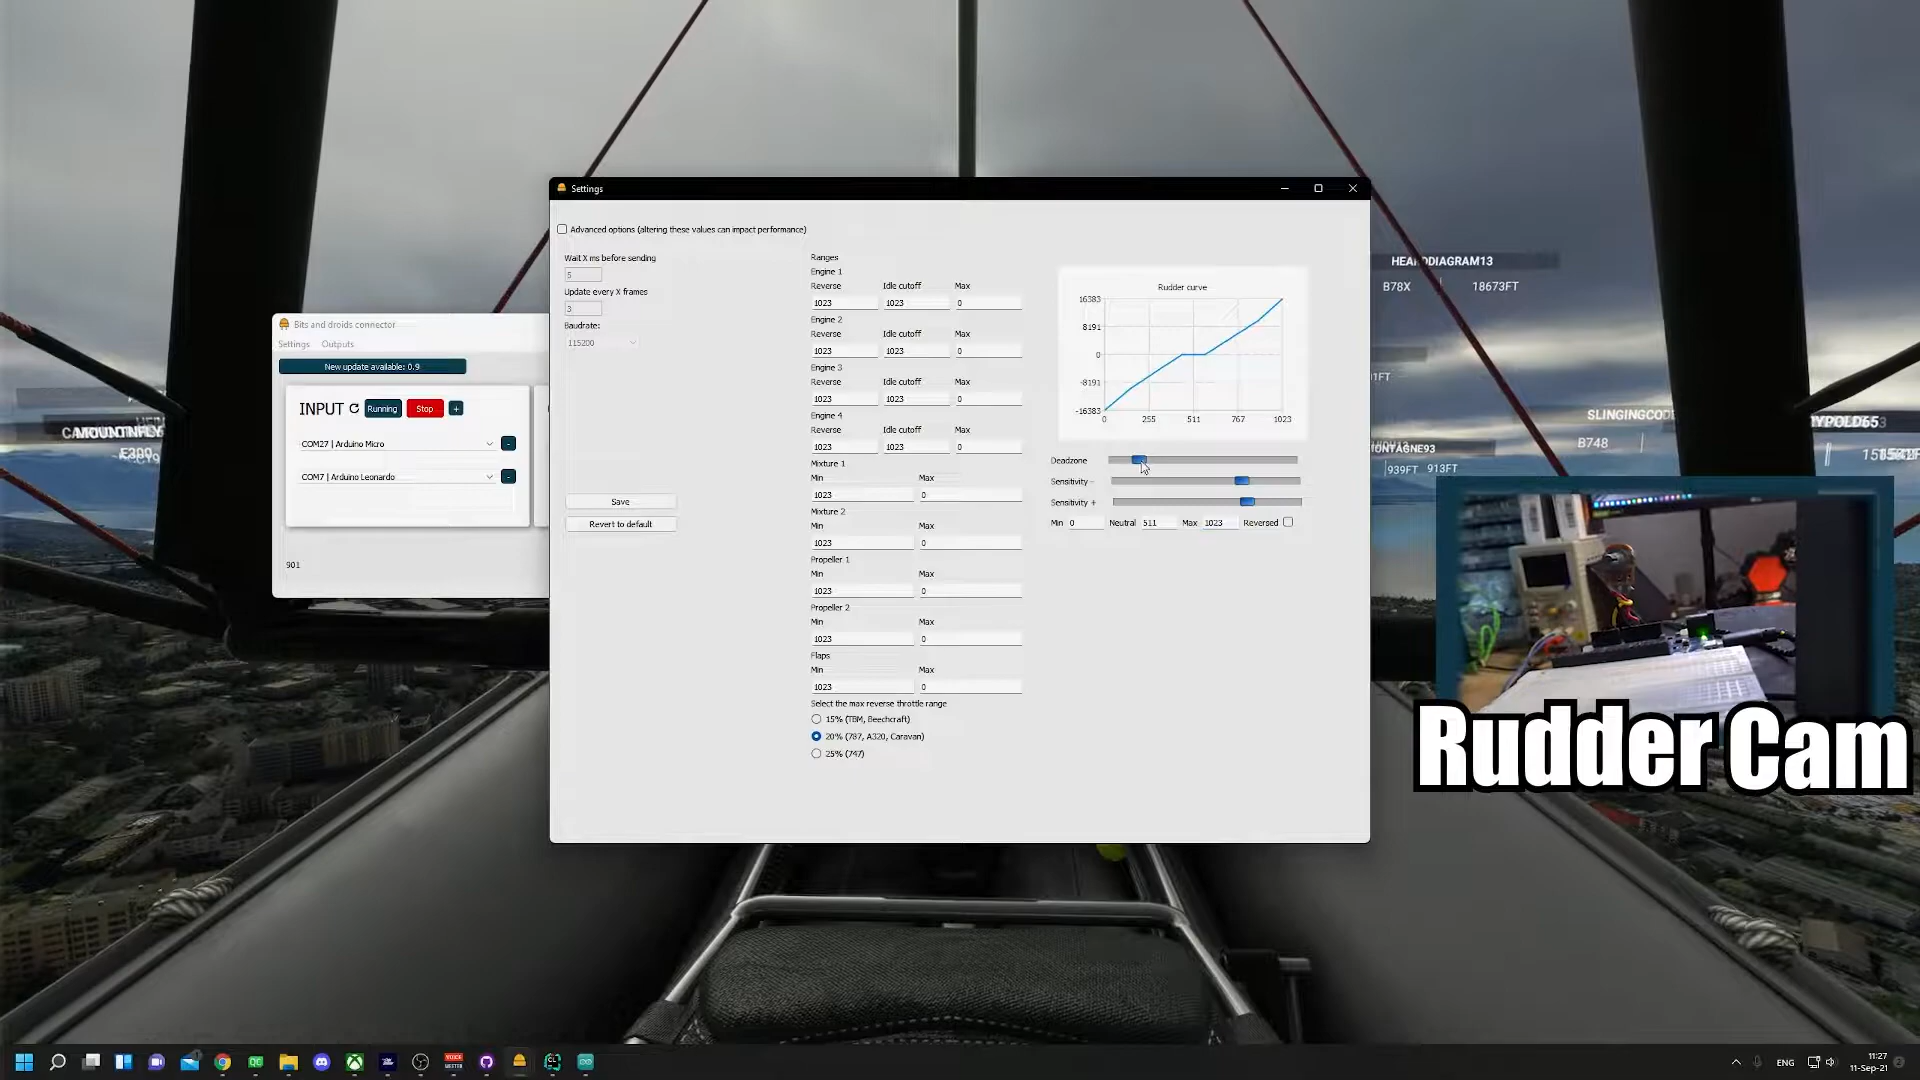 Settings
Advanced options (altering these values can impact performance)
Wait X ms before sending
5
Update every X frames
3
Baudrate:
115200
Save
Revert to default
Ranges
Engine 1
Reverse Idle cutoff Max
1023 1023 0
Engine 2
Reverse Idle cutoff Max
1023 1023 0
Engine 3
Reverse Idle cutoff Max
1023 1023 0
Engine 4
Reverse Idle cutoff Max
1023 1023 0
Mixture 1
Min Max
1023 0
Mixture 2
Min Max
1023 0
Propeller 1
Min Max
1023 0
Propeller 2
Min Max
1023 0
Flaps
Min Max
1023 0
Select the max reverse throttle range
15% (TBM, Beechcraft)
20% (787, A320, Caravan)
25% (747)
Rudder curve
16383
8191
0
-8191
-16383
0 255 511 767 1023
Deadzone
Sensitivity -
Sensitivity +
Min 0 Neutral 511 Max 1023 Reversed
Bits and droids connector
Settings Outputs
New update available: 0.9
INPUT Running Stop +
COM27 | Arduino Micro -
COM7 | Arduino Leonardo -
901
HEARDDIAGRAM13
B78X 18673FT
B748
939FT 913FT
Rudder Cam
ENG
11:27
11-Sep-21